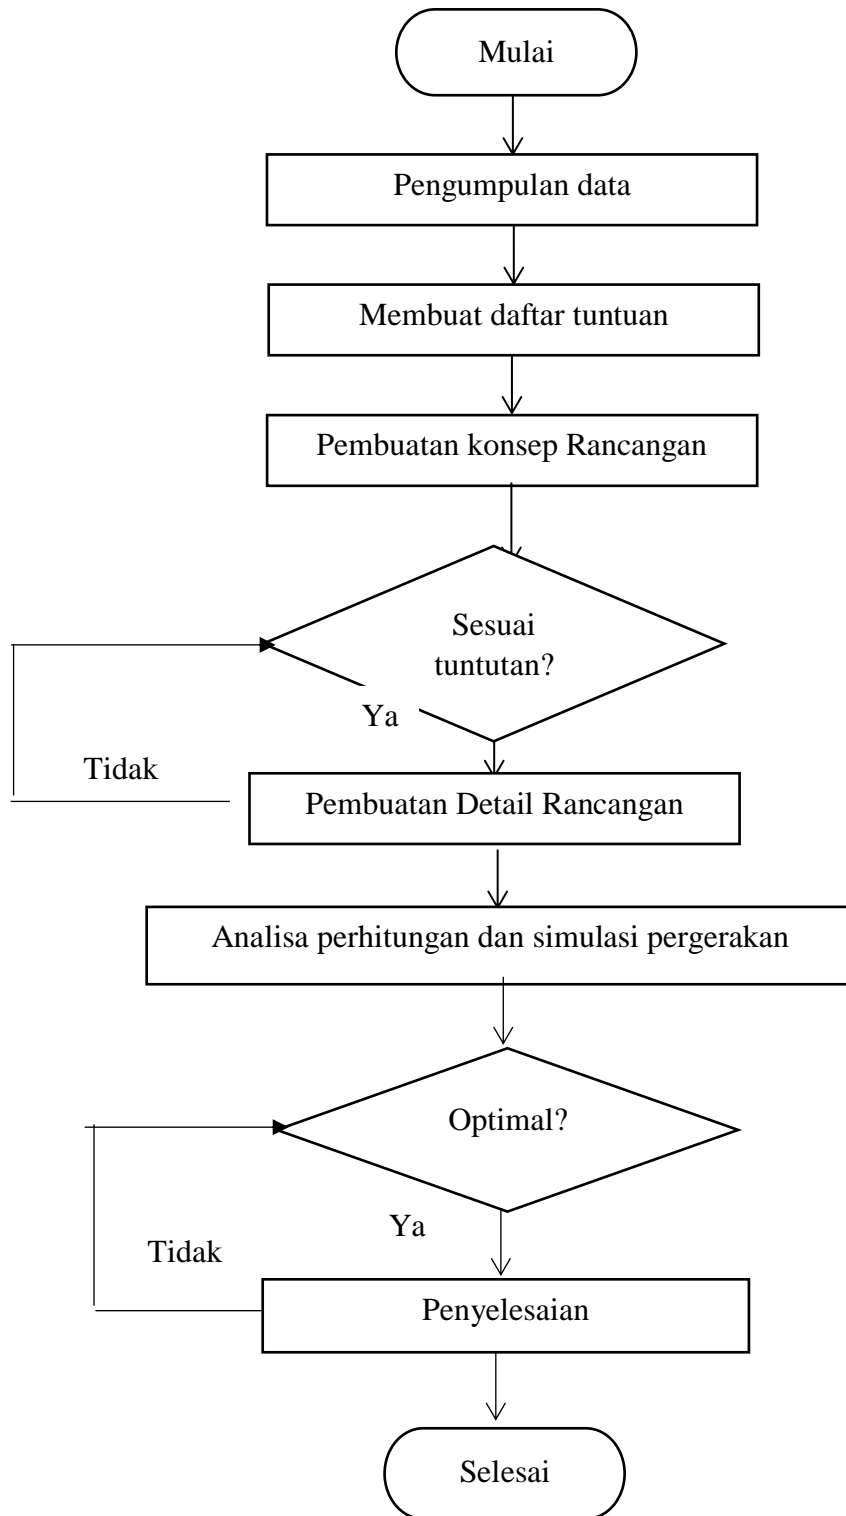 Mulai
Pengumpulan data
Membuat daftar tuntuan
Pembuatan konsep Rancangan
Sesuai
tuntutan?
Ya
Tidak
Pembuatan Detail Rancangan
Analisa perhitungan dan simulasi pergerakan
Optimal?
Ya
Tidak
Penyelesaian
Selesai